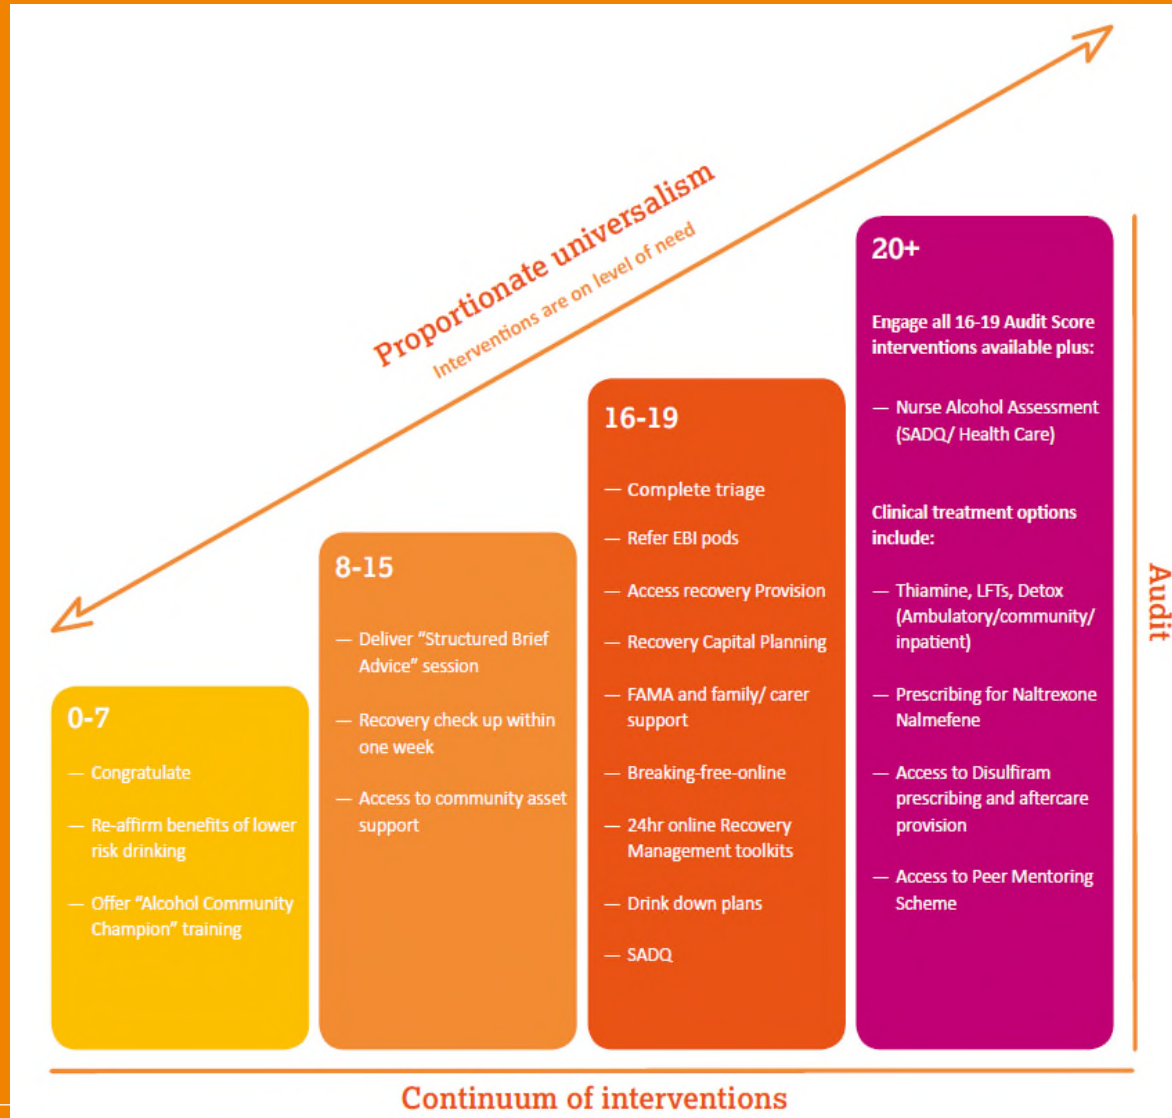 Proportionate universalism
Interventions are on level of need
0-7
— Congratulate
— Re-affirm benefits of lower
risk drinking
— Offer “Alcohol Community
Champion” training
8-15
— Deliver “Structured Brief
Advice” session
— Recovery check up within
one week
— Access to community asset
support
16-19
— Complete triage
— Refer EBI pods
— Access recovery Provision
— Recovery Capital Planning
— FAMA and family/ carer
support
— Breaking-free-online
— 24hr online Recovery
Management toolkits
— Drink down plans
— SADQ
20+
Engage all 16-19 Audit Score
interventions available plus:
— Nurse Alcohol Assessment
(SADQ/ Health Care)
Clinical treatment options
include:
— Thiamine, LFTs, Detox
(Ambulatory/community/
inpatient)
— Prescribing for Naltrexone
Nalmefene
— Access to Disulfiram
prescribing and aftercare
provision
— Access to Peer Mentoring
Scheme
Audit
Continuum of interventions